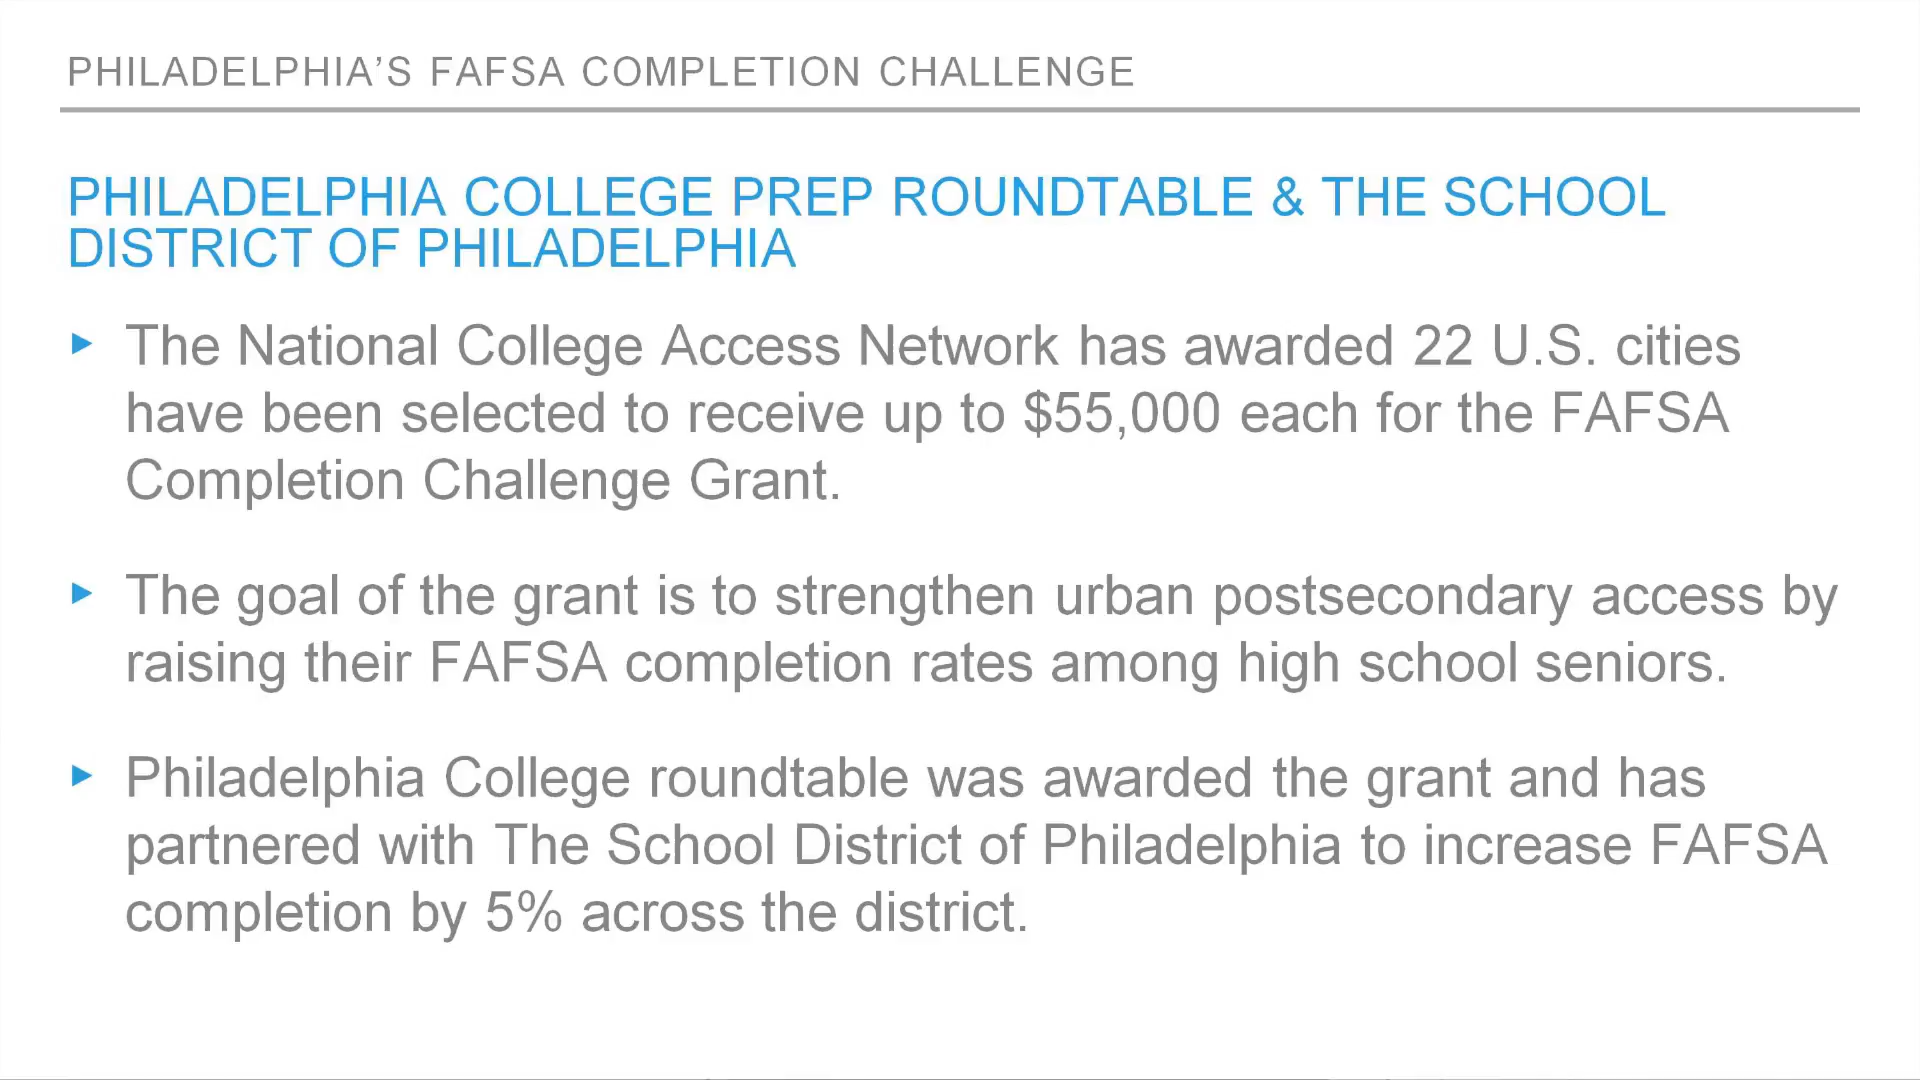 PHILADELPHIA’S FAFSA COMPLETION CHALLENGE
PHILADELPHIA COLLEGE PREP ROUNDTABLE & THE SCHOOL
DISTRICT OF PHILADELPHIA
▸ The National College Access Network has awarded 22 U.S. cities
have been selected to receive up to $55,000 each for the FAFSA
Completion Challenge Grant.
▸ The goal of the grant is to strengthen urban postsecondary access by
raising their FAFSA completion rates among high school seniors.
▸ Philadelphia College roundtable was awarded the grant and has
partnered with The School District of Philadelphia to increase FAFSA
completion by 5% across the district.